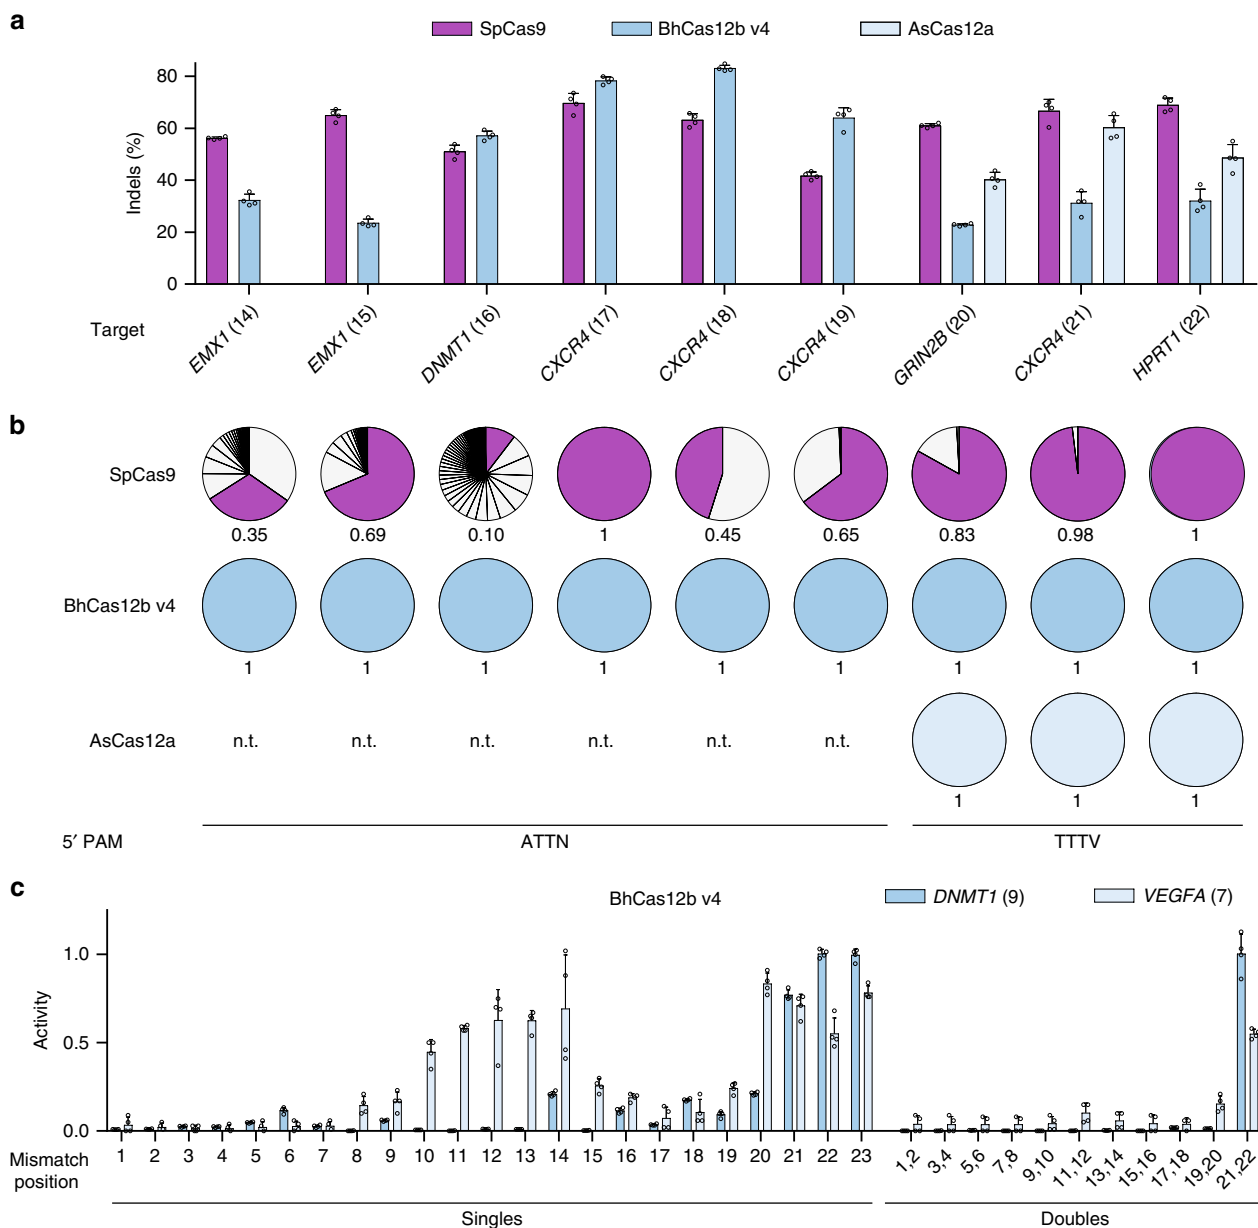 a
SpCas9 BhCas12b v4 AsCas12a
Indels (%)
80
60
40
20
0
Target
EMX1 (14) EMX1 (15) DNMT1 (16) CXCR4 (17) CXCR4 (18) CXCR4 (19) GRIN2B (20) CXCR4 (21) HPRT1 (22)
b
SpCas9
0.35 0.69 0.10 1 0.45 0.65 0.83 0.98 1
BhCas12b v4
1 1 1 1 1 1 1 1 1
AsCas12a n.t. n.t. n.t. n.t. n.t. n.t.
1 1 1
5′ PAM ATTN TTTV
c
BhCas12b v4 DNMT1 (9) VEGFA (7)
Activity
1.0
0.5
0.0
Mismatch position
1 2 3 4 5 6 7 8 9 10 11 12 13 14 15 16 17 18 19 20 21 22 23 1,2 3,4 5,6 7,8 9,10 11,12 13,14 15,16 17,18 19,20 21,22
Singles Doubles